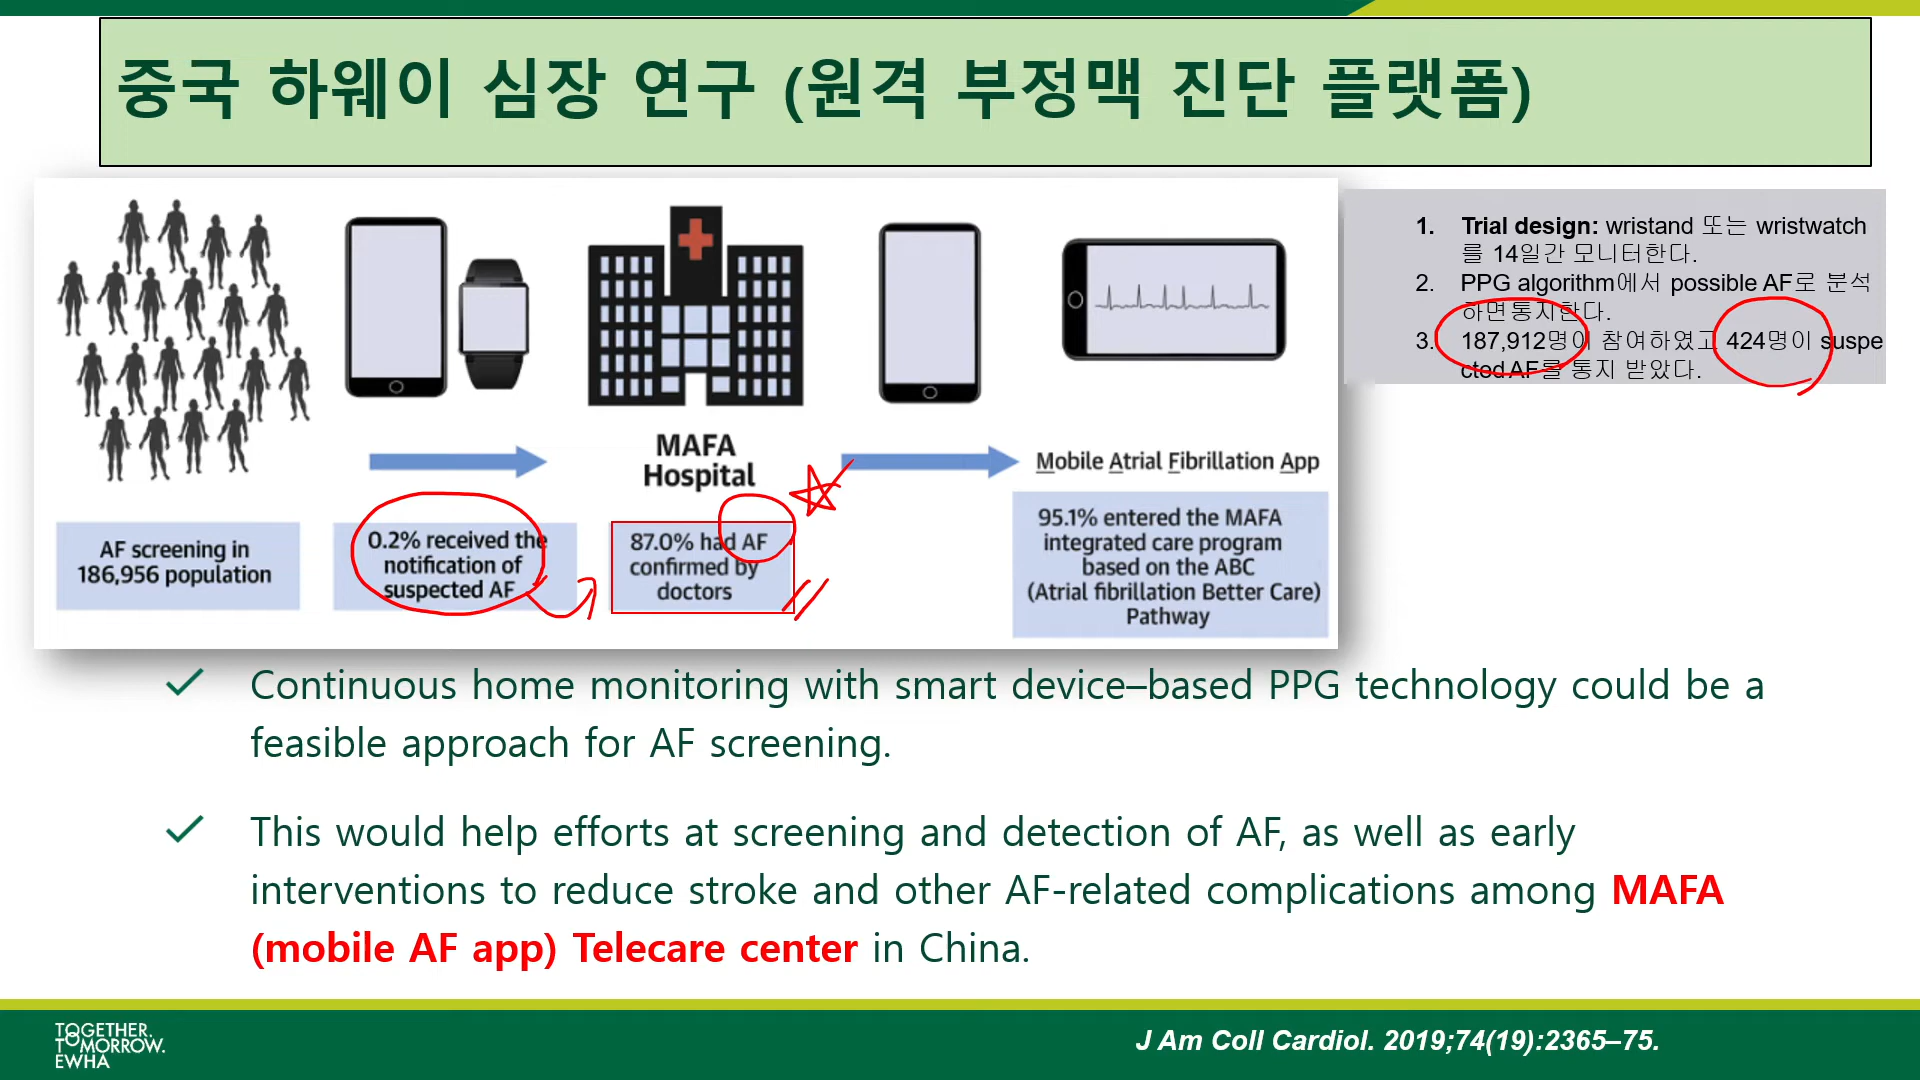 중국 하웨이 심장 연구 (원격 부정맥 진단 플랫폼)
MAFA
Hospital
Mobile Atrial Fibrillation App
AF screening in
186,956 population
0.2% received the
notification of
suspected AF
87.0% had AF
confirmed by
doctors
95.1% entered the MAFA
integrated care program
based on the ABC
(Atrial fibrillation Better Care)
Pathway
1. Trial design: wristand 또는 wristwatch
를 14일간 모니터한다.
2. PPG algorithm에서 possible AF로 분석
하면통지한다.
3. 187,912명이 참여하였고 424명이 suspe
cted AF를 통지 받았다.
✓ Continuous home monitoring with smart device–based PPG technology could be a
feasible approach for AF screening.
✓ This would help efforts at screening and detection of AF, as well as early
interventions to reduce stroke and other AF-related complications among MAFA
(mobile AF app) Telecare center in China.
TOGETHER.
TOMORROW.
EWHA
J Am Coll Cardiol. 2019;74(19):2365–75.